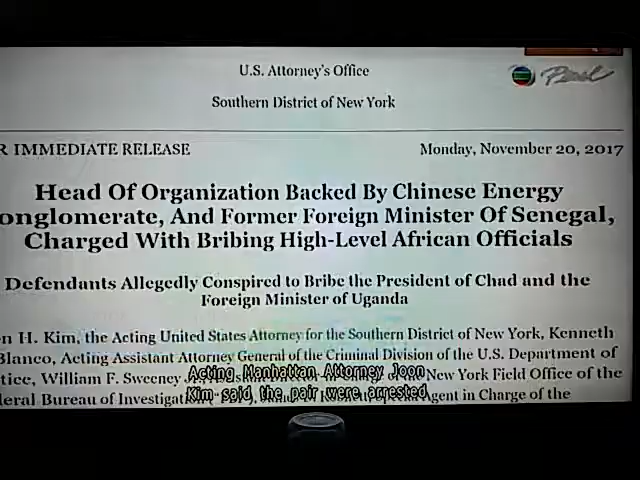 U.S. Attorney's Office
Pearl
Southern District of New York
R IMMEDIATE RELEASE
Monday, November 20, 2017
Head Of Organization Backed By Chinese Energy
onglomerate, And Former Foreign Minister Of Senegal,
Charged With Bribing High-Level African Officials
Defendants Allegedly Conspired to Bribe the President of Chad and the
Foreign Minister of Uganda
n H. Kim, the Acting United States Attorney for the Southern District of New York, Kenneth
Blanco, Acting Assistant Attorney General of the Criminal Division of the U.S. Department of
tice, William F. Sweeney New York Field Office of the
eral Bureau of Investigat Agent in Charge of the
Acting Manhattan Attorney Joon
Kim said the pair were arrested